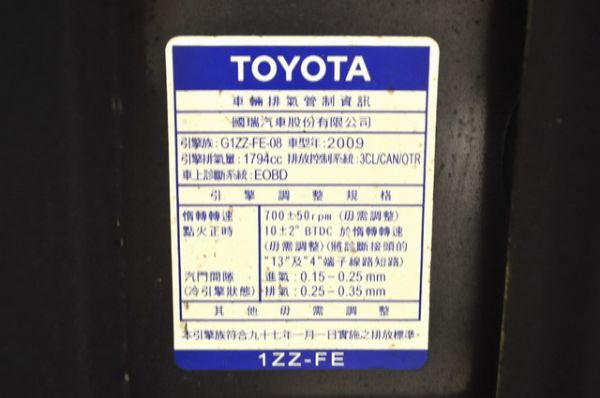 TOYOTA
車輛排氣管制資訊
國瑞汽車股份有限公司
引擎族:G1ZZ-FE-08 車型年:2009
引擎排氣量:1794cc 排放控制系統:3CL/CAN/OTR
車上診斷系統:EOBD
引擎調整規格
惰轉轉速 700±50rpm (毋需調整)
點火正時 10±2° BTDC 於惰轉轉速
(毋需調整)(將診斷接頭的
"13"及"4"端子線路短路)
汽門間隙 進氣:0.15-0.25mm
(冷引擎狀態) 排氣:0.25-0.35mm
其他毋需調整
本引擎族符合九十七年一月一日實施之排放標準.
1ZZ-FE